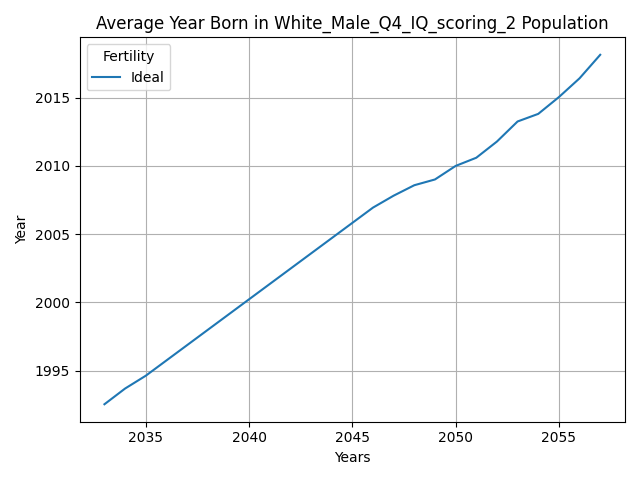 Average Year Born in White_Male_Q4_IQ_scoring_2 Population
Fertility
Ideal
2015
2010
2005
2000
1995
Year
2035 2040 2045 2050 2055
Years